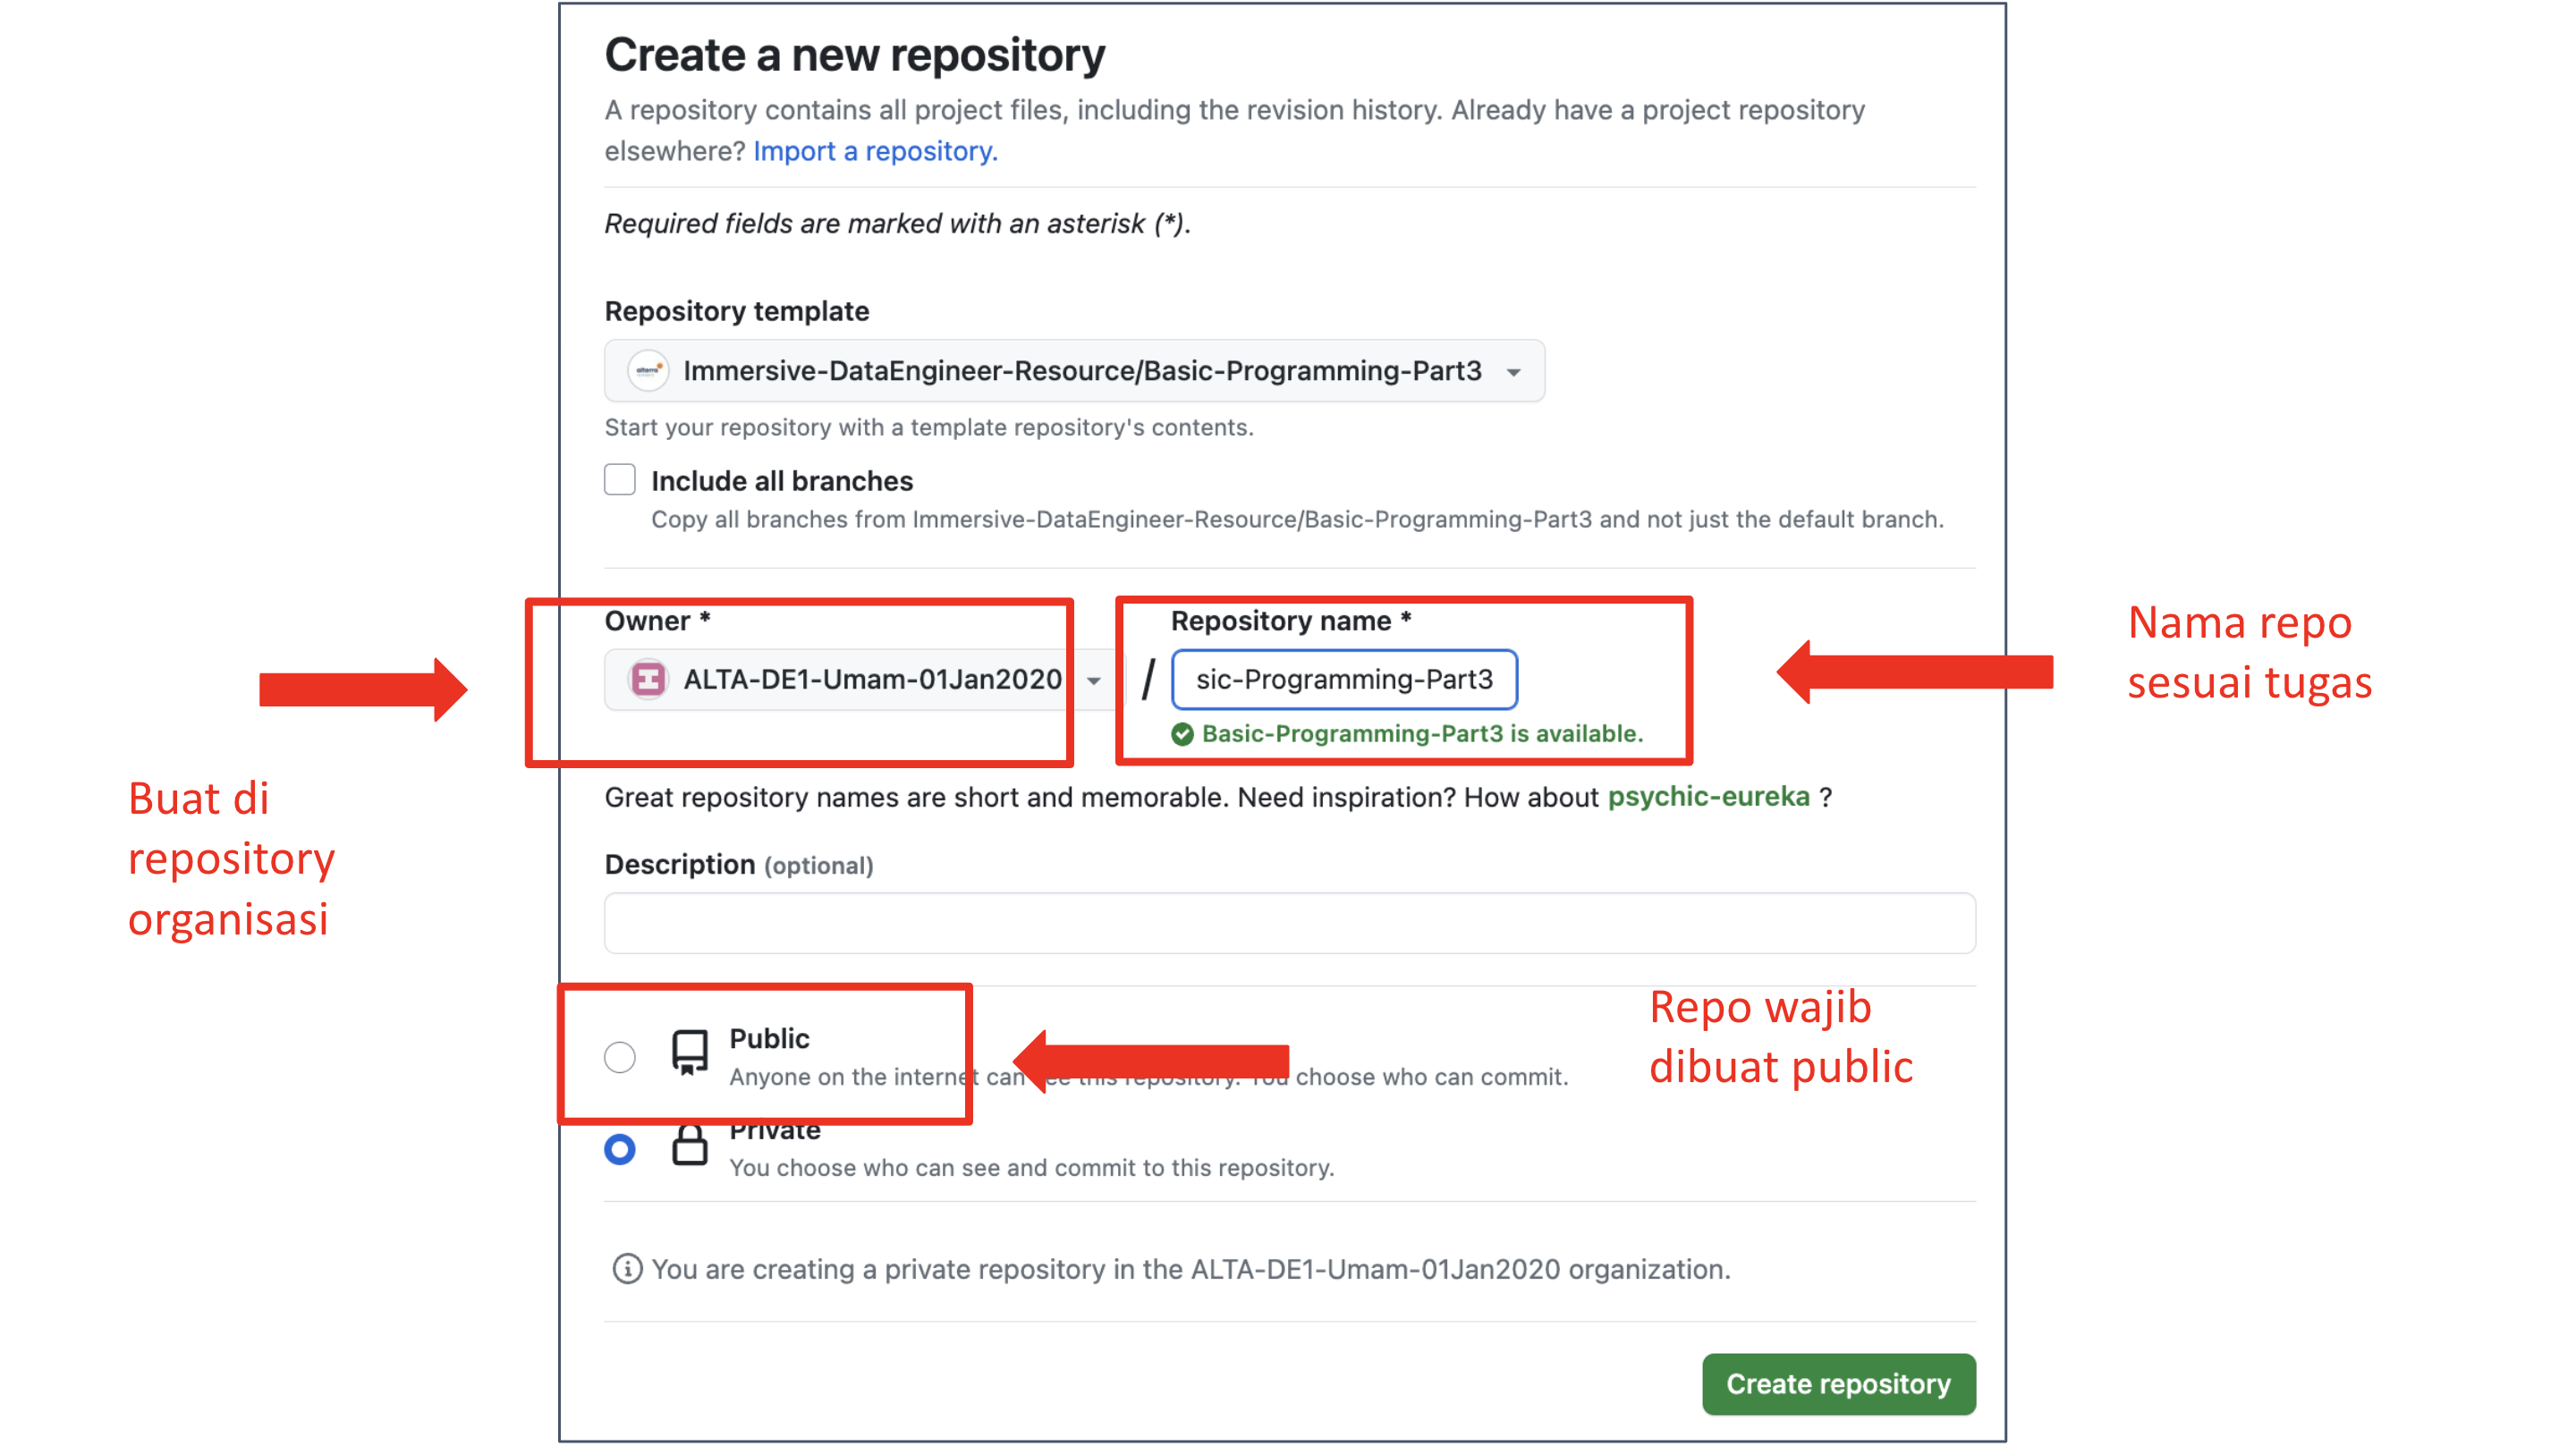 Create a new repository
A repository contains all project files, including the revision history. Already have a project repository
elsewhere? Import a repository.
Required fields are marked with an asterisk (*).
Repository template
Immersive-DataEngineer-Resource/Basic-Programming-Part3
Start your repository with a template repository's contents.
Include all branches
Copy all branches from Immersive-DataEngineer-Resource/Basic-Programming-Part3 and not just the default branch.
Owner *
Repository name *
ALTA-DE1-Umam-01Jan2020
/
sic-Programming-Part3
Basic-Programming-Part3 is available.
Nama repo
sesuai tugas
Buat di
repository
organisasi
Great repository names are short and memorable. Need inspiration? How about psychic-eureka ?
Description (optional)
Public
Anyone on the internet can see this repository. You choose who can commit.
Repo wajib
dibuat public
Private
You choose who can see and commit to this repository.
You are creating a private repository in the ALTA-DE1-Umam-01Jan2020 organization.
Create repository